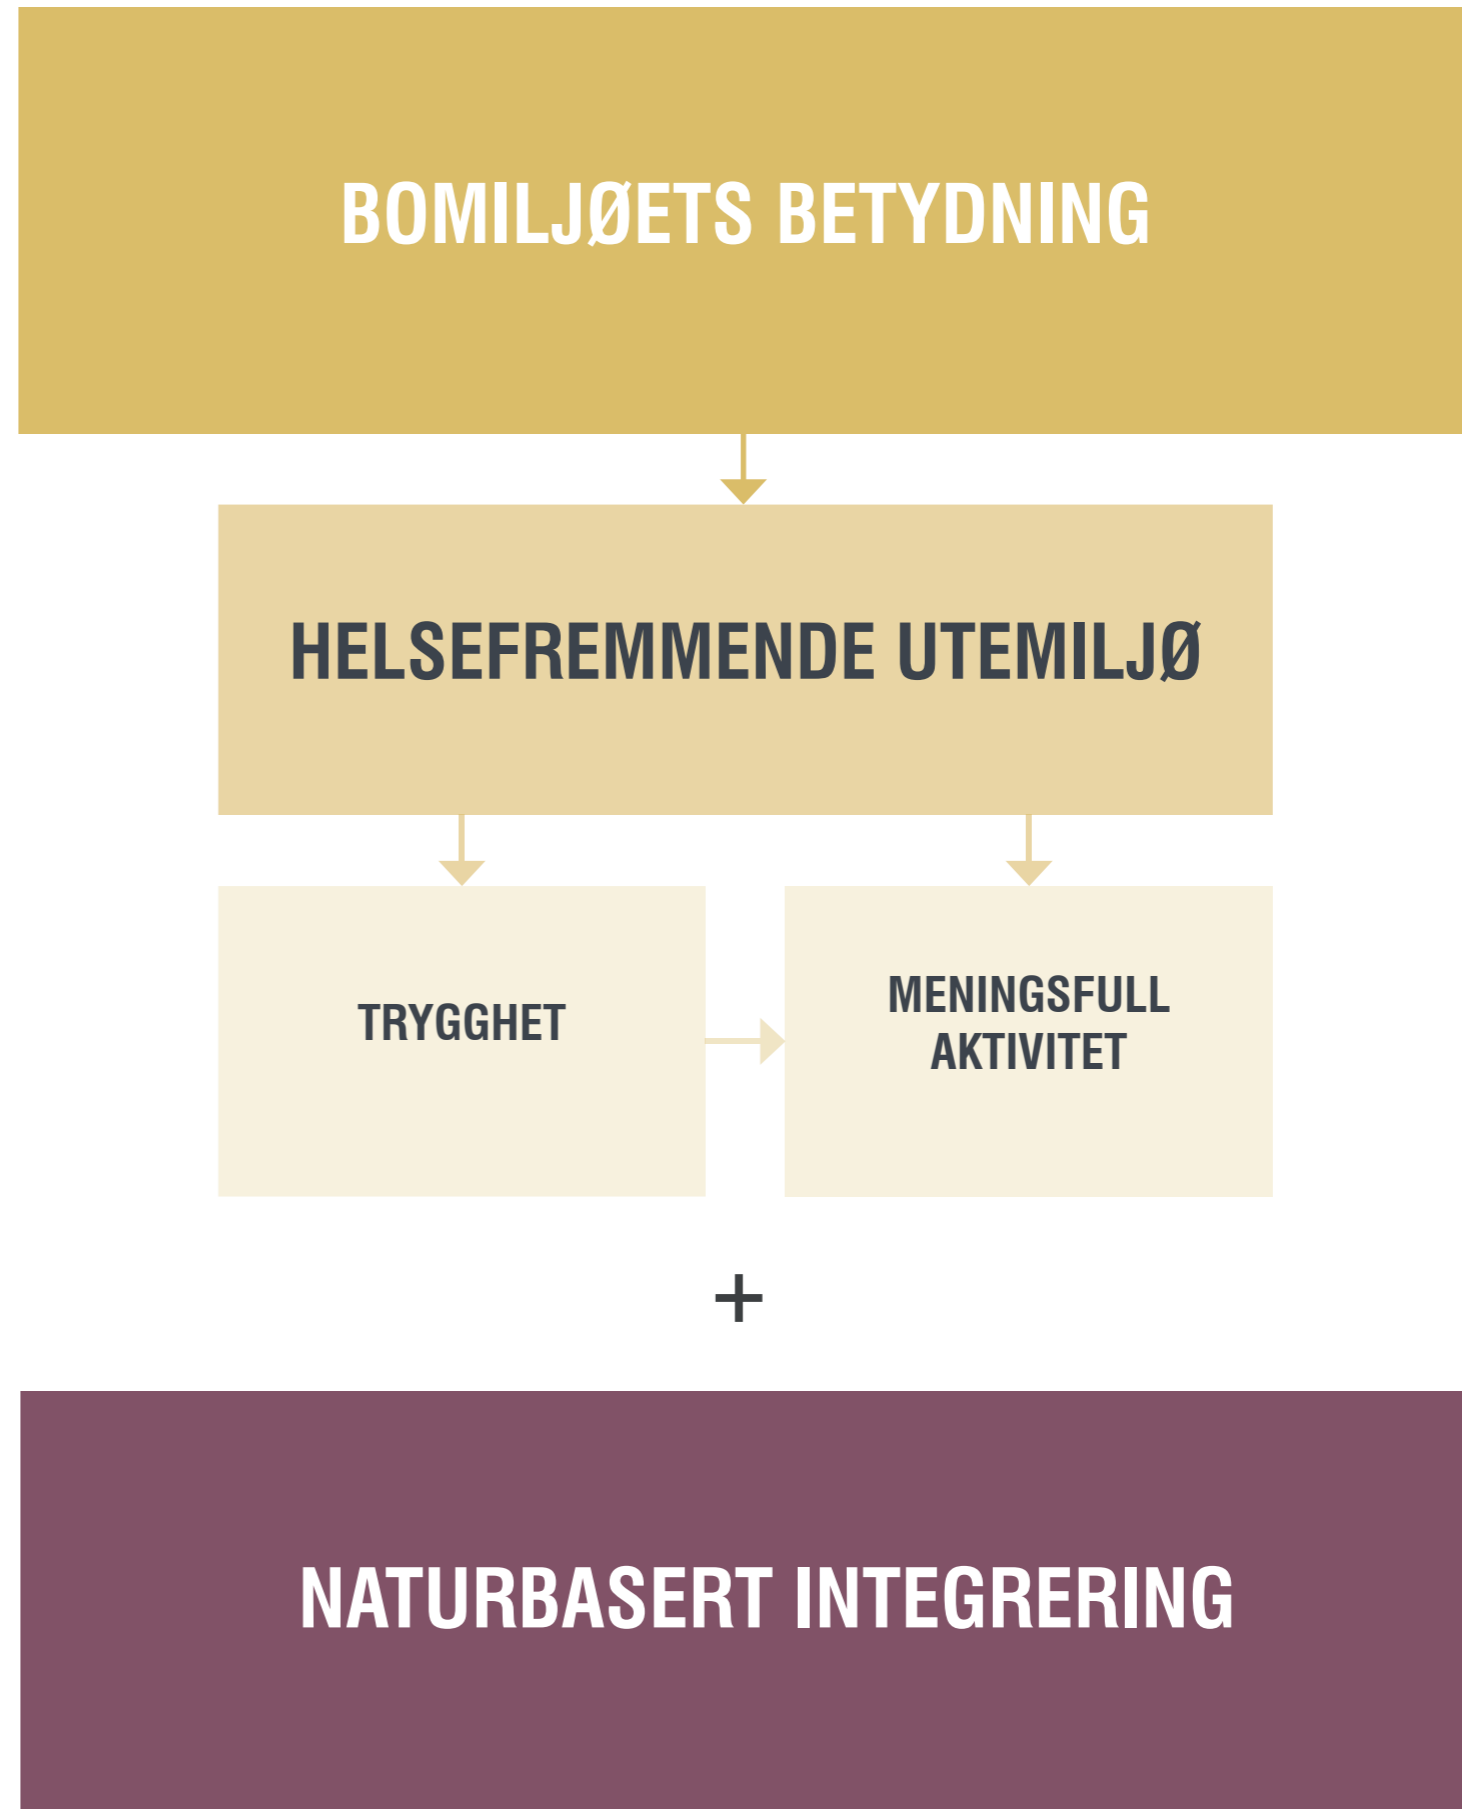 BOMILJØETS BETYDNING
HELSEFREMMENDE UTEMILJØ
TRYGGHET
MENINGSFULL
AKTIVITET
+
NATURBASERT INTEGRERING